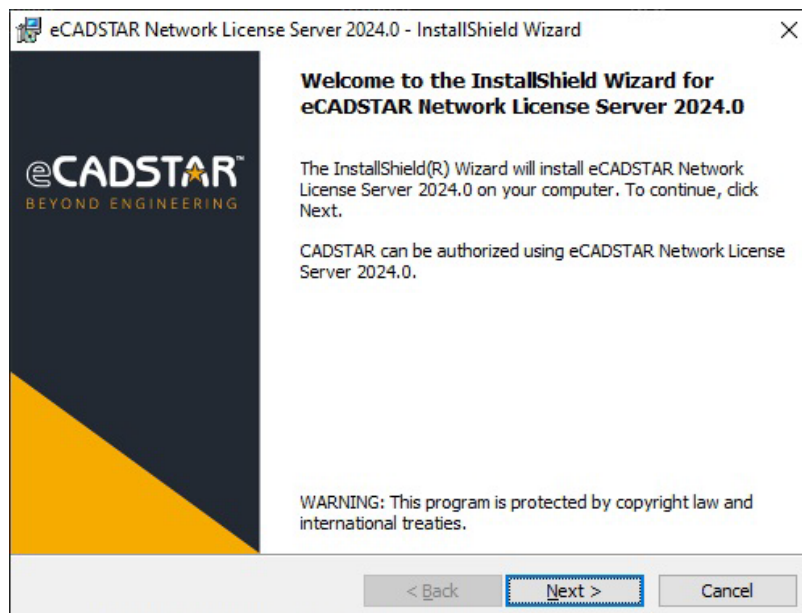 eCADSTAR Network License Server 2024.0 - InstallShield Wizard
Welcome to the InstallShield Wizard for
eCADSTAR Network License Server 2024.0
eCADSTAR™
BEYOND ENGINEERING
The InstallShield(R) Wizard will install eCADSTAR Network
License Server 2024.0 on your computer. To continue, click
Next.
CADSTAR can be authorized using eCADSTAR Network License
Server 2024.0.
WARNING: This program is protected by copyright law and
international treaties.
< Back
Next >
Cancel